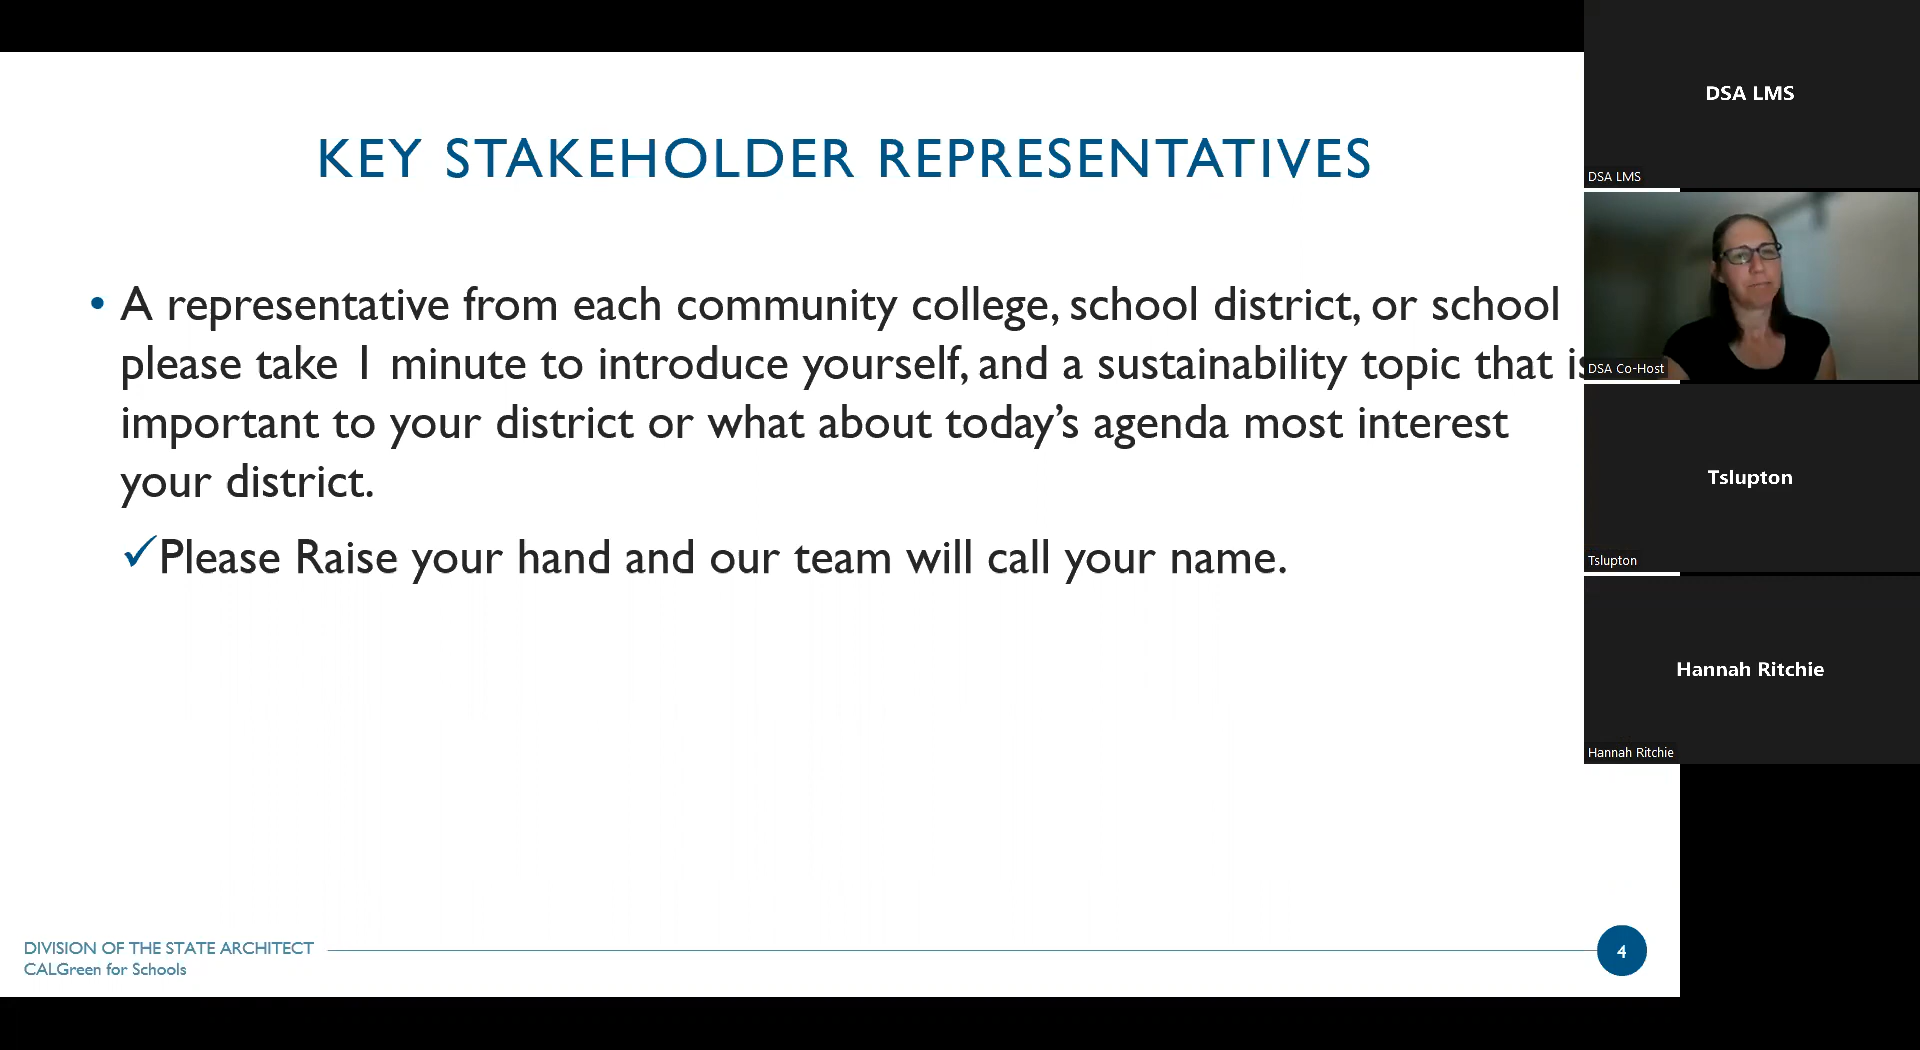 KEY STAKEHOLDER REPRESENTATIVES
• A representative from each community college, school district, or school
please take 1 minute to introduce yourself, and a sustainability topic that is
important to your district or what about today’s agenda most interest
your district.
✓Please Raise your hand and our team will call your name.
DIVISION OF THE STATE ARCHITECT
CALGreen for Schools
4
DSA LMS
DSA LMS
DSA Co-Host
Tslupton
Tslupton
Hannah Ritchie
Hannah Ritchie